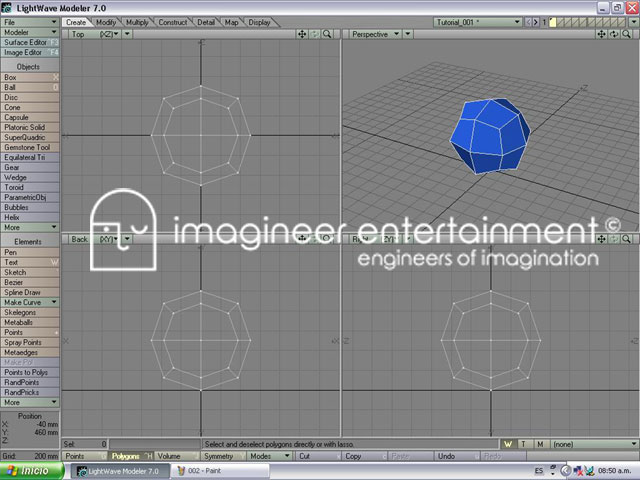 LightWave Modeler 7.0
File
Create Modify Multiply Construct Detail Map Display
Tutorial_001 *
1
Modeler
Surface Editor F
Image Editor F4
Objects
Box X
Ball O
Disc
Cone
Capsule
Platonic Solid
SuperQuadric
Gemstone Tool
Equilateral Tri
Gear
Wedge
Toroid
ParametricObj
Bubbles
Helix
More
Elements
Pen
Text W
Sketch
Bezier
Spline Draw
Make Curve
Skelegons
Metaballs
Points +
Spray Points
Metaedges
Make Pol
Points to Polys
RandPoints
RandPricks
More
Position
X: -40 mm
Y: 460 mm
Z:
Grid: 200 mm
Top (XZ)
Perspective
Back (XY)
Right
imagineer entertainment©
engineers of imagination
Sel: 0
Select and deselect polygons directly or with lasso.
W T M (none)
Points Polygons ^H Volume Symmetry Modes Cut Copy Paste Undo Redo
Inicio
LightWave Modeler 7.0
002 - Paint
ES
08:50 a.m.